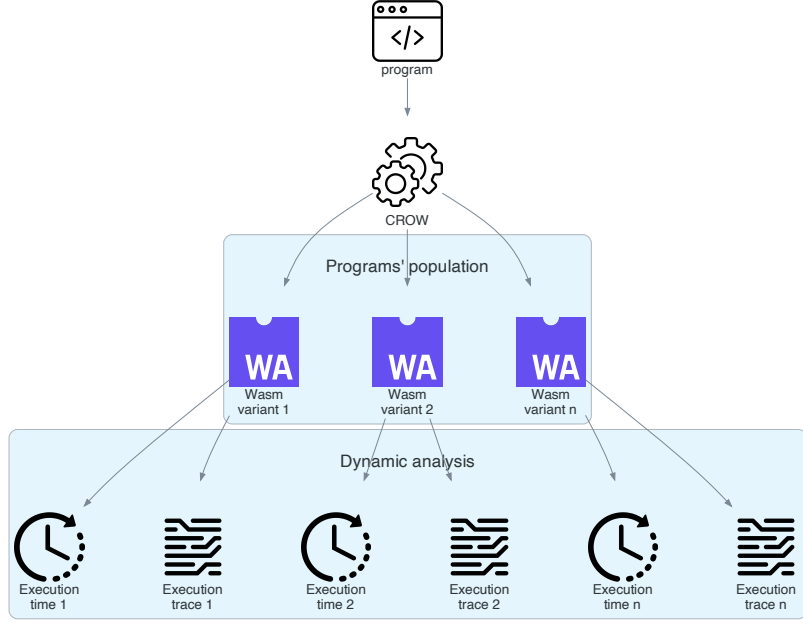 </>
program
CROW
Programs' population
WA WA WA
Wasm variant 1
Wasm variant 2
Wasm variant n
Dynamic analysis
Execution time 1
Execution trace 1
Execution time 2
Execution trace 2
Execution time n
Execution trace n